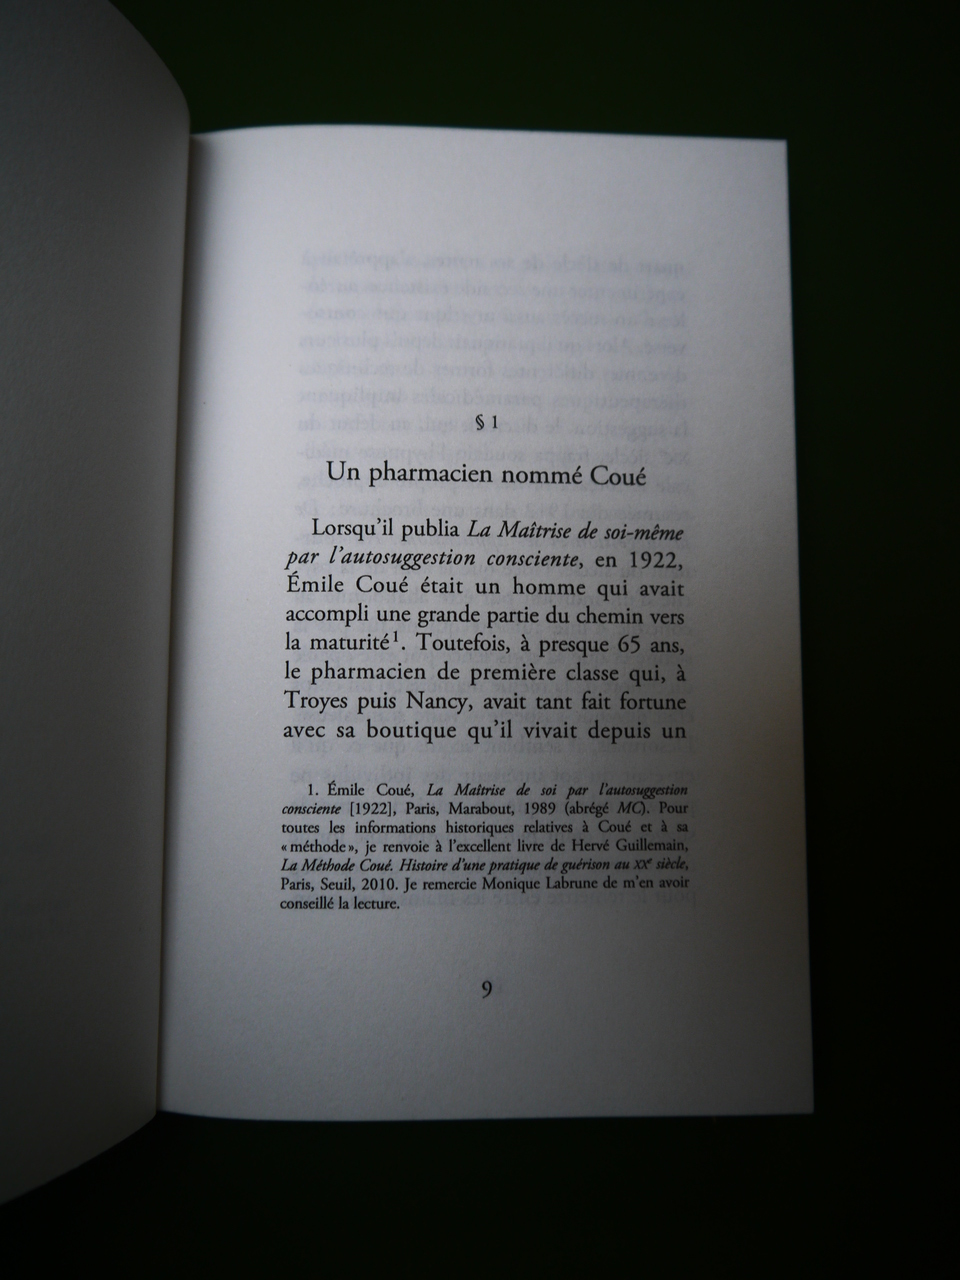 § 1
Un pharmacien nommé Coué
Lorsqu'il publia La Maîtrise de soi-même
par l'autosuggestion consciente, en 1922,
Émile Coué était un homme qui avait
accompli une grande partie du chemin vers
la maturité¹. Toutefois, à presque 65 ans,
le pharmacien de première classe qui, à
Troyes puis Nancy, avait tant fait fortune
avec sa boutique qu'il vivait depuis un
1. Émile Coué, La Maîtrise de soi par l'autosuggestion
consciente [1922], Paris, Marabout, 1989 (abrégé MC). Pour
toutes les informations historiques relatives à Coué et à sa
« méthode », je renvoie à l'excellent livre de Hervé Guillemain,
La Méthode Coué. Histoire d'une pratique de guérison au XXe siècle,
Paris, Seuil, 2010. Je remercie Monique Labrune de m'en avoir
conseillé la lecture.
9